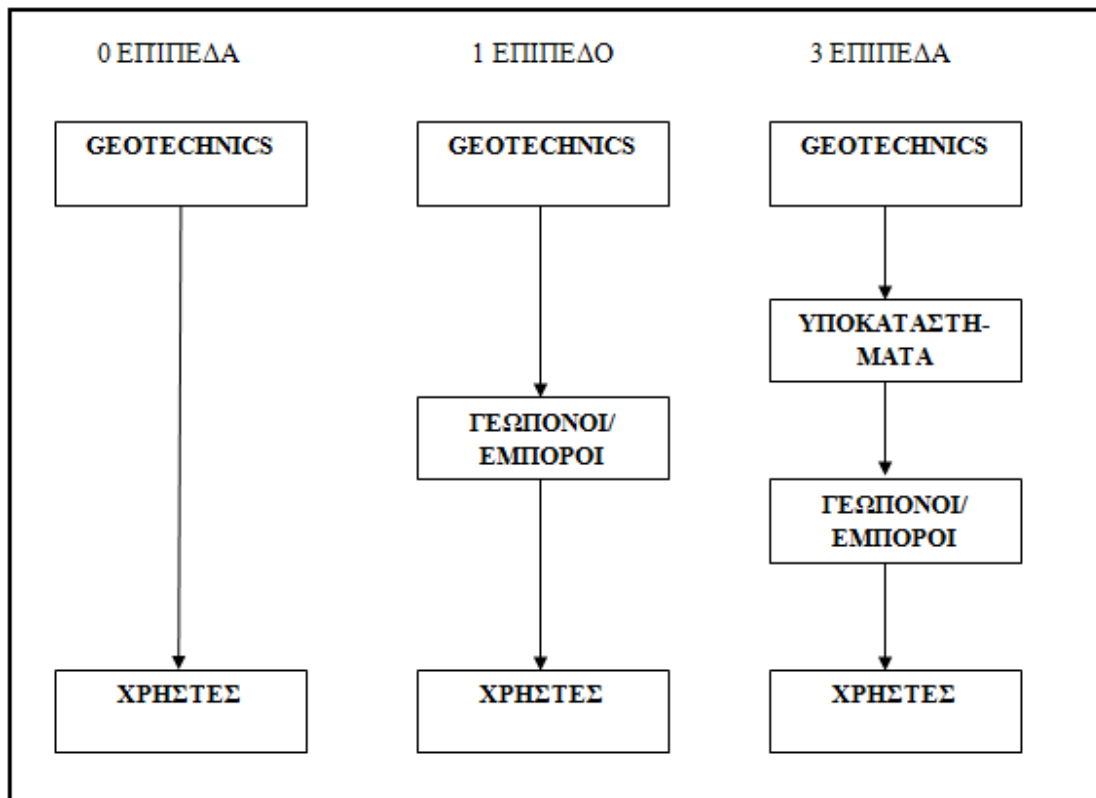 0 ΕΠΙΠΕΔΑ
1 ΕΠΙΠΕΔΟ
3 ΕΠΙΠΕΔΑ
GEOTECHNICS
GEOTECHNICS
GEOTECHNICS
ΥΠΟΚΑΤΑΣΤΗ-
ΜΑΤΑ
ΓΕΩΠΟΝΟΙ/
ΕΜΠΟΡΟΙ
ΓΕΩΠΟΝΟΙ/
ΕΜΠΟΡΟΙ
ΧΡΗΣΤΕΣ
ΧΡΗΣΤΕΣ
ΧΡΗΣΤΕΣ